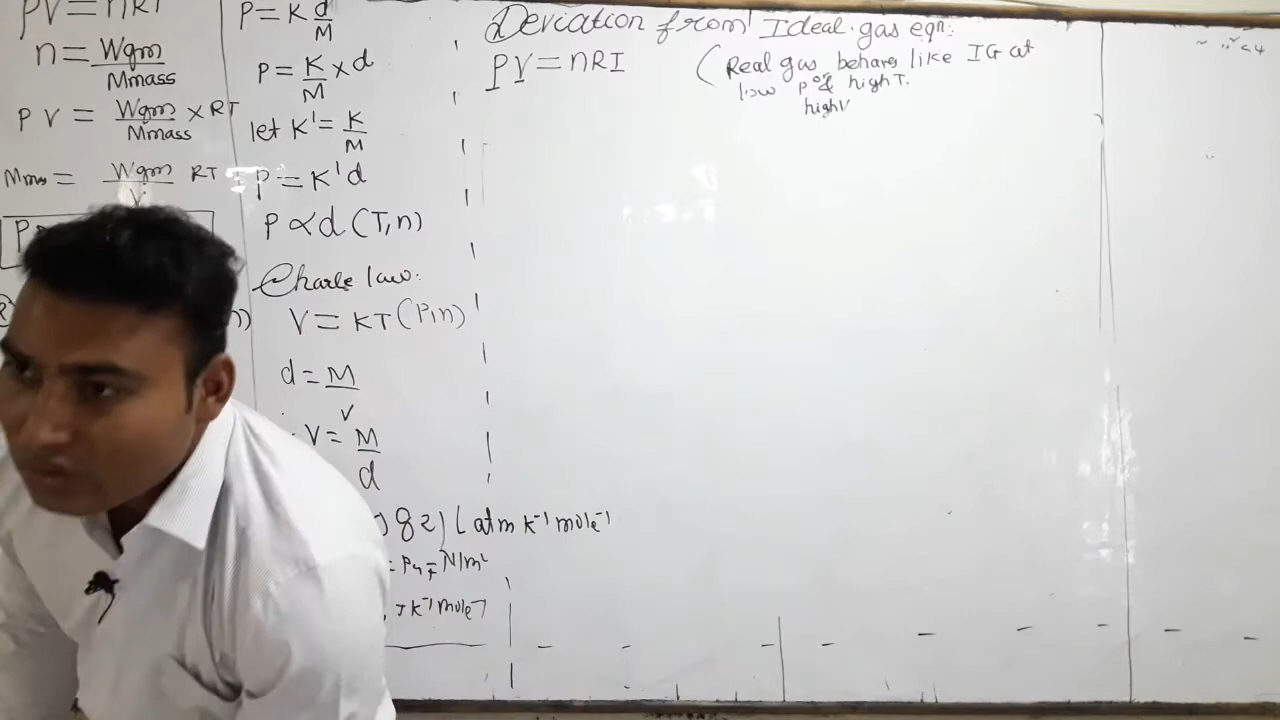 PV = nRT
n = Wgm / Mmass
PV = Wgm / Mmass × RT
= Wgm / V RT
P
P = K d/M
P = K/M × d
let K' = K/M
P = K'd
P ∝ d (T, n)
Charle law:
V = KT (P, n)
d = M / V
V = M / d
82) L atm K⁻¹ mole⁻¹
= N/m²
J K⁻¹ mole⁻¹
Deviation from Ideal gas eqn:
PV = nRT
(Real gas behaves like IG at
low P & high T.
high V